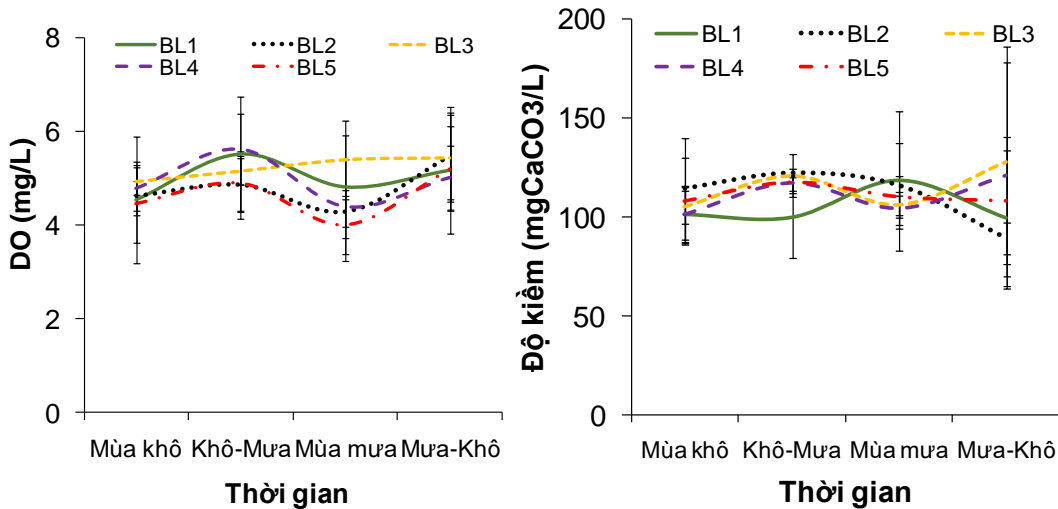 BL1 BL2 BL3
BL4 BL5
DO (mg/L)
8
6
4
2
0
Mùa khô Khô-Mưa Mùa mưa Mưa-Khô
Thời gian
BL1 BL2 BL3
BL4 BL5
Độ kiềm (mgCaCO3/L)
200
150
100
50
0
Mùa khô Khô-Mưa Mùa mưa Mưa-Khô
Thời gian